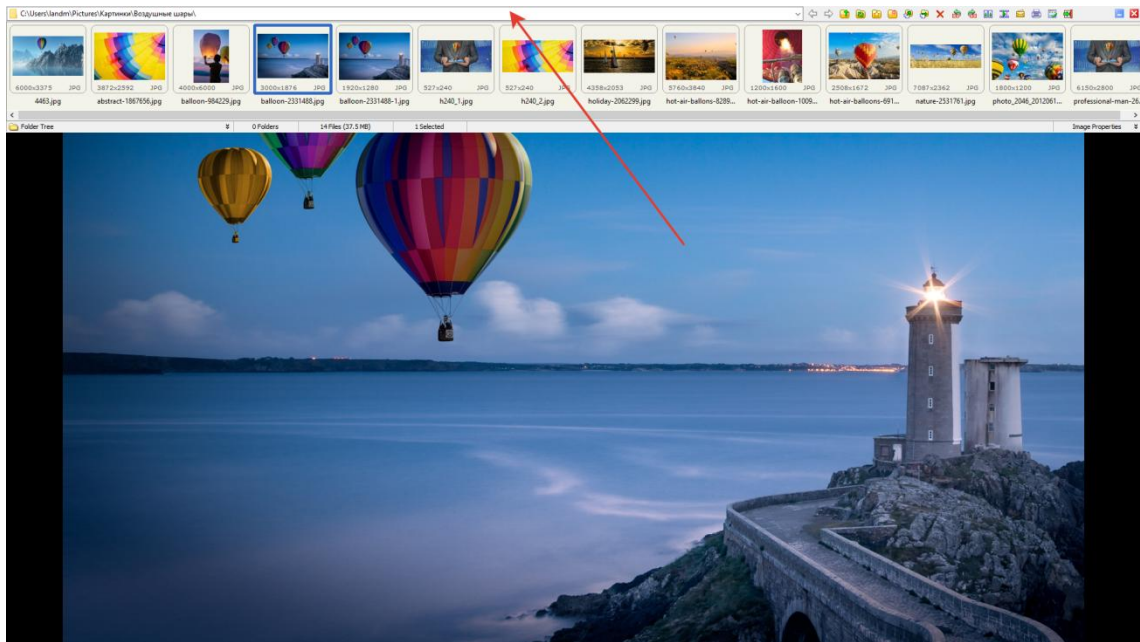 C:\Users\landm\Pictures\Картинки\Воздушные шары\
6000x3375 JPG 3872x2592 JPG 4000x6000 JPG 3000x1876 JPG 1920x1280 JPG 527x240 JPG 527x240 JPG 4358x2053 JPG 5760x3840 JPG 1200x1600 JPG 2508x1672 JPG 7087x2362 JPG 1800x1200 JPG 6150x2800 JPG
4463.jpg abstract-1867656.jpg balloon-984229.jpg balloon-2331488.jpg balloon-2331488-1.jpg h240_1.jpg h240_2.jpg holiday-2062299.jpg hot-air-ballons-8289... hot-air-balloon-1009... hot-air-balloons-691... nature-2531761.jpg photo_2046_2012061... professional-man-28...
Folder Tree 0 Folders 14 Files (37.5 MB) 1 Selected Image Properties